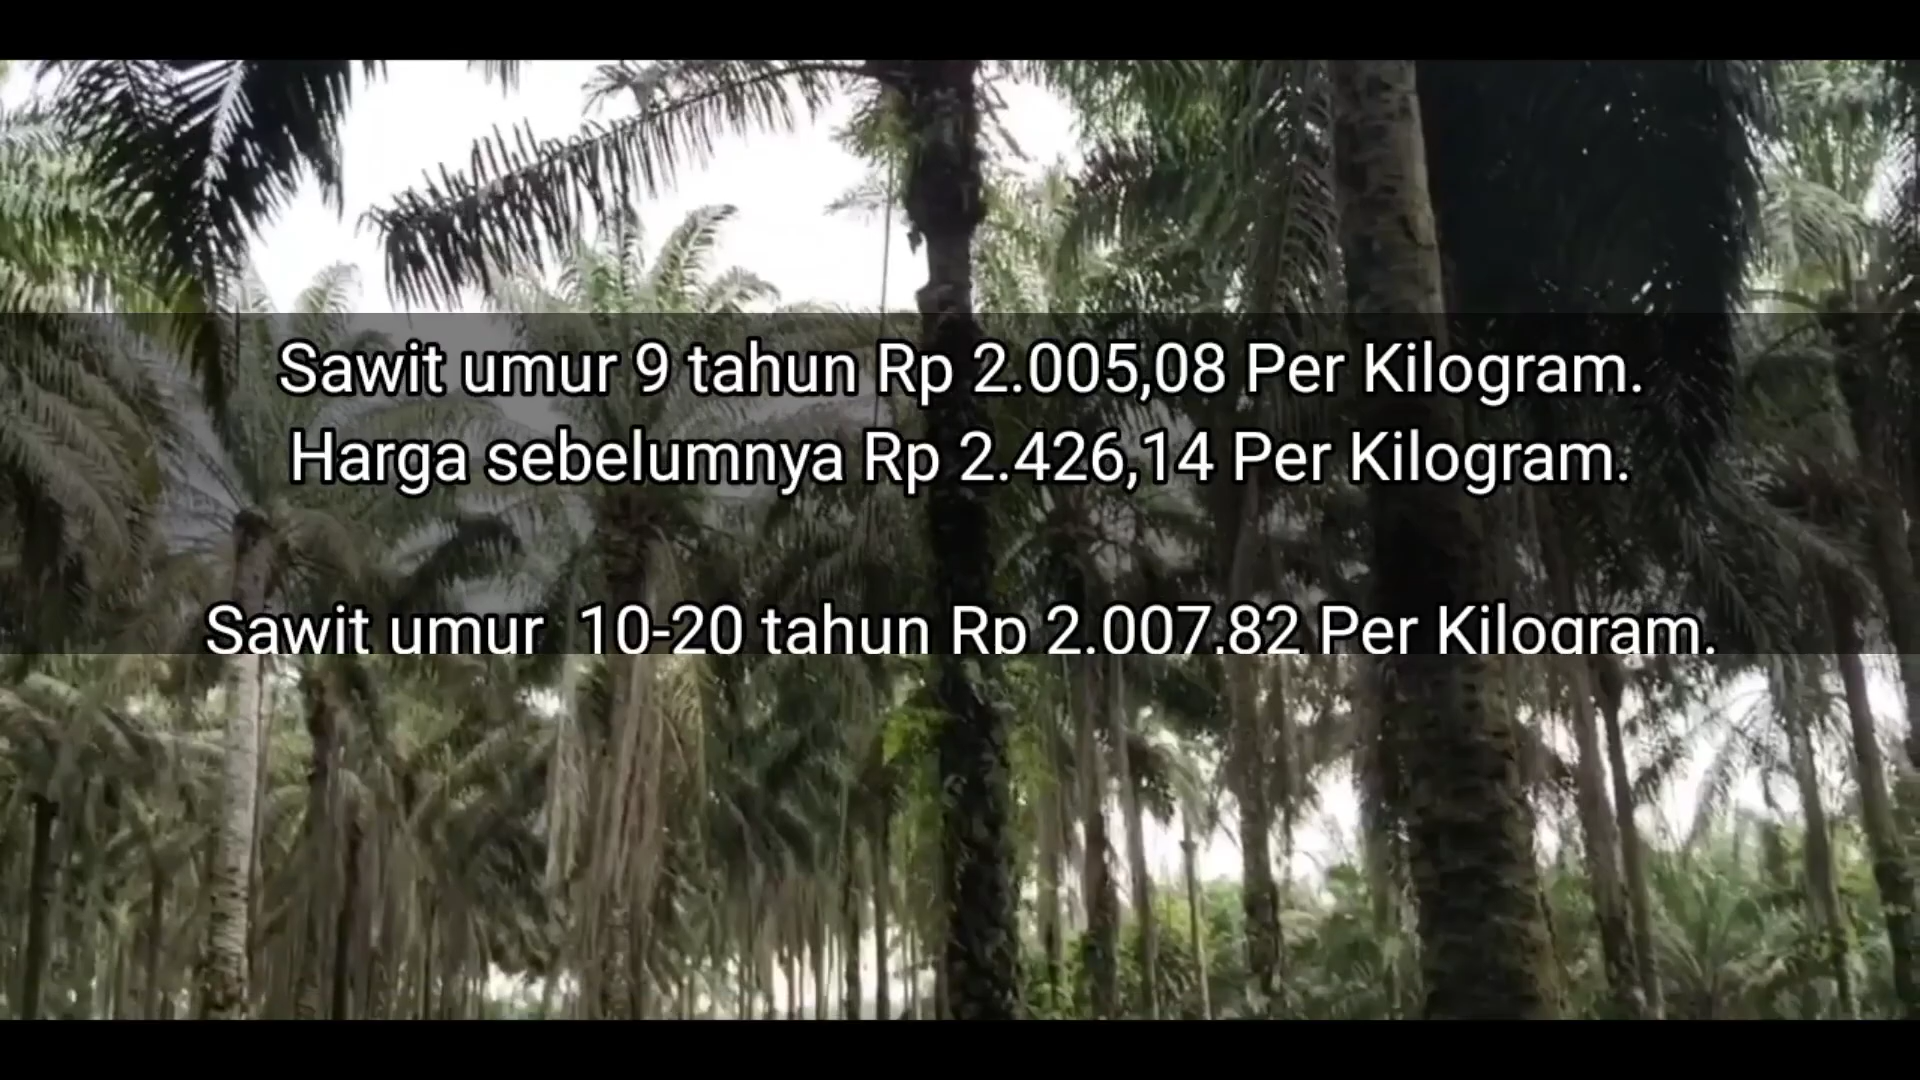 Sawit umur 9 tahun Rp 2.005,08 Per Kilogram.
Harga sebelumnya Rp 2.426,14 Per Kilogram.
Sawit umur  10-20 tahun Rp 2.007,82 Per Kilogram.